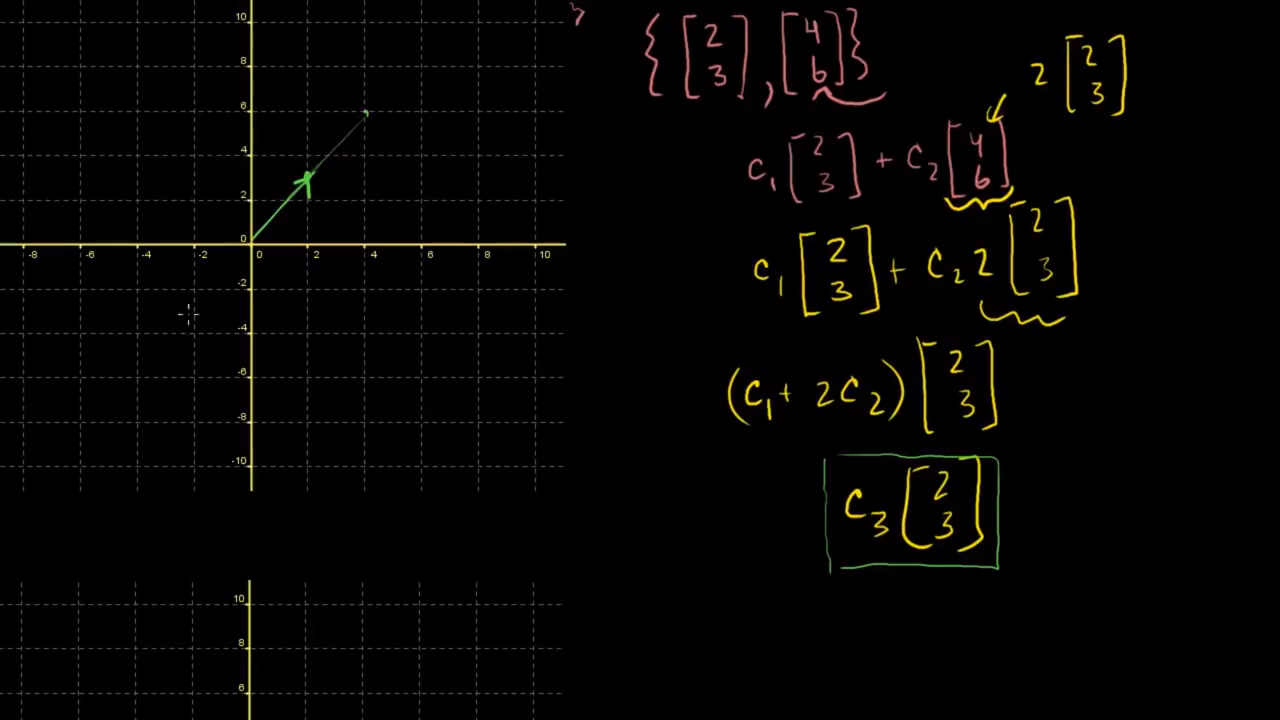 10
8
6
4
2
0
-8 -6 -4 -2 0 2 4 6 8 10
-2
-4
-6
-8
-10
10
8
6
{ [2 3], [4 6] }
2 [2 3]
c₁ [2 3] + c₂ [4 6]
c₁ [2 3] + c₂ 2 [2 3]
(c₁ + 2c₂) [2 3]
c₃ [2 3]